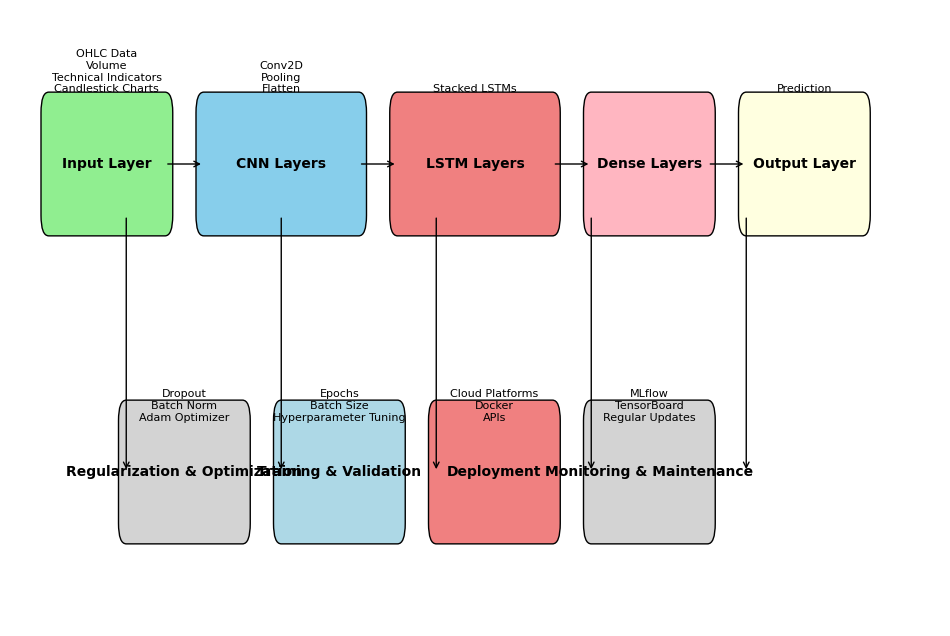 OHLC Data
Volume
Technical Indicators
Candlestick Charts
Input Layer
Conv2D
Pooling
Flatten
CNN Layers
Stacked LSTMs
LSTM Layers
Dense Layers
Prediction
Output Layer
Dropout
Batch Norm
Adam Optimizer
Regularization & Optimization
Epochs
Batch Size
Hyperparameter Tuning
Training & Validation
Cloud Platforms
Docker
APIs
Deployment
MLflow
TensorBoard
Regular Updates
Monitoring & Maintenance